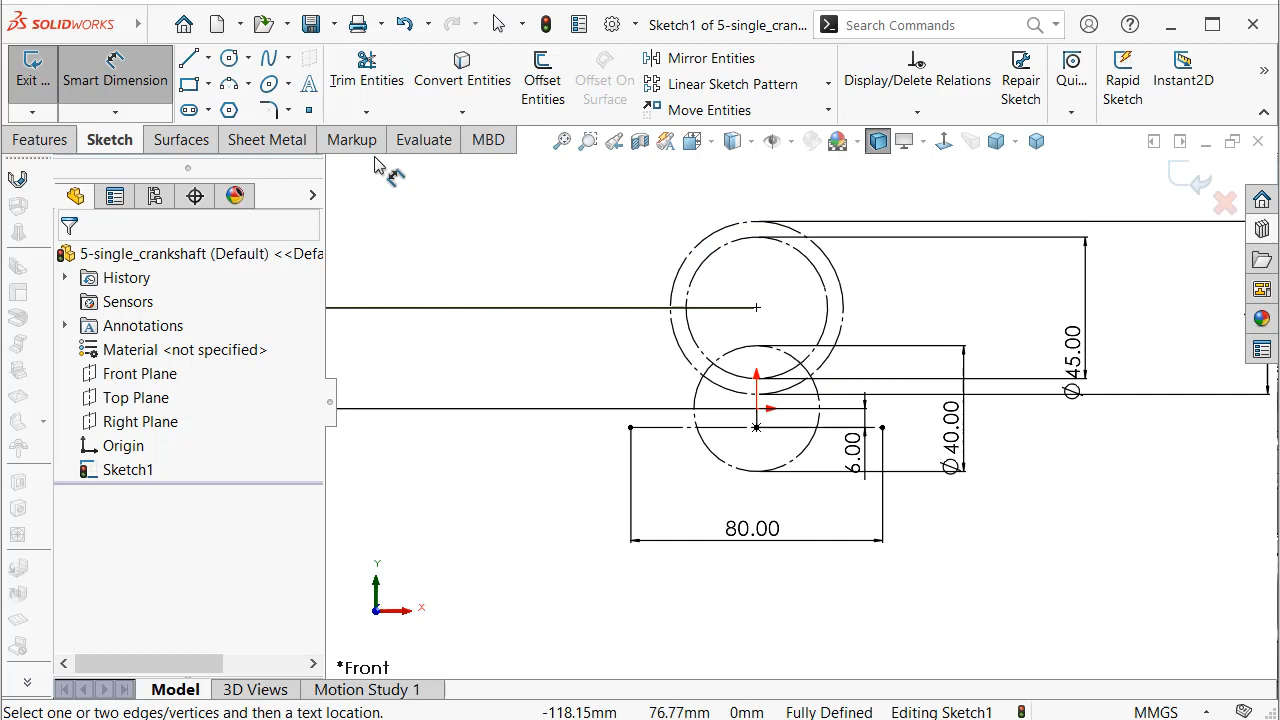 Sketch1 of 5-single_crank...
Search Commands
Exit ...
Smart Dimension
Trim Entities
Convert Entities
Offset Entities
Offset On Surface
Mirror Entities
Linear Sketch Pattern
Move Entities
Display/Delete Relations
Repair Sketch
Qui...
Rapid Sketch
Instant2D
Features
Sketch
Surfaces
Sheet Metal
Markup
Evaluate
MBD
5-single_crankshaft (Default) <<Defa
History
Sensors
Annotations
Material <not specified>
Front Plane
Top Plane
Right Plane
Origin
Sketch1
∅45.00
∅40.00
6.00
80.00
Y
X
*Front
Model
3D Views
Motion Study 1
Select one or two edges/vertices and then a text location.
-118.15mm
76.77mm
0mm
Fully Defined
Editing Sketch1
MMGS